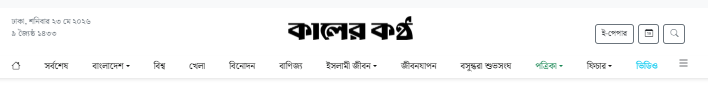 ঢাকা, শনিবার ২৩ মে ২০২৬
৯ জ্যৈষ্ঠ ১৪৩৩
কালের কণ্ঠ
ই-পেপার
সর্বশেষ বাংলাদেশ বিশ্ব খেলা বিনোদন বাণিজ্য ইসলামী জীবন জীবনযাপন বসুন্ধরা শুভসংঘ পত্রিকা ফিচার ভিডিও